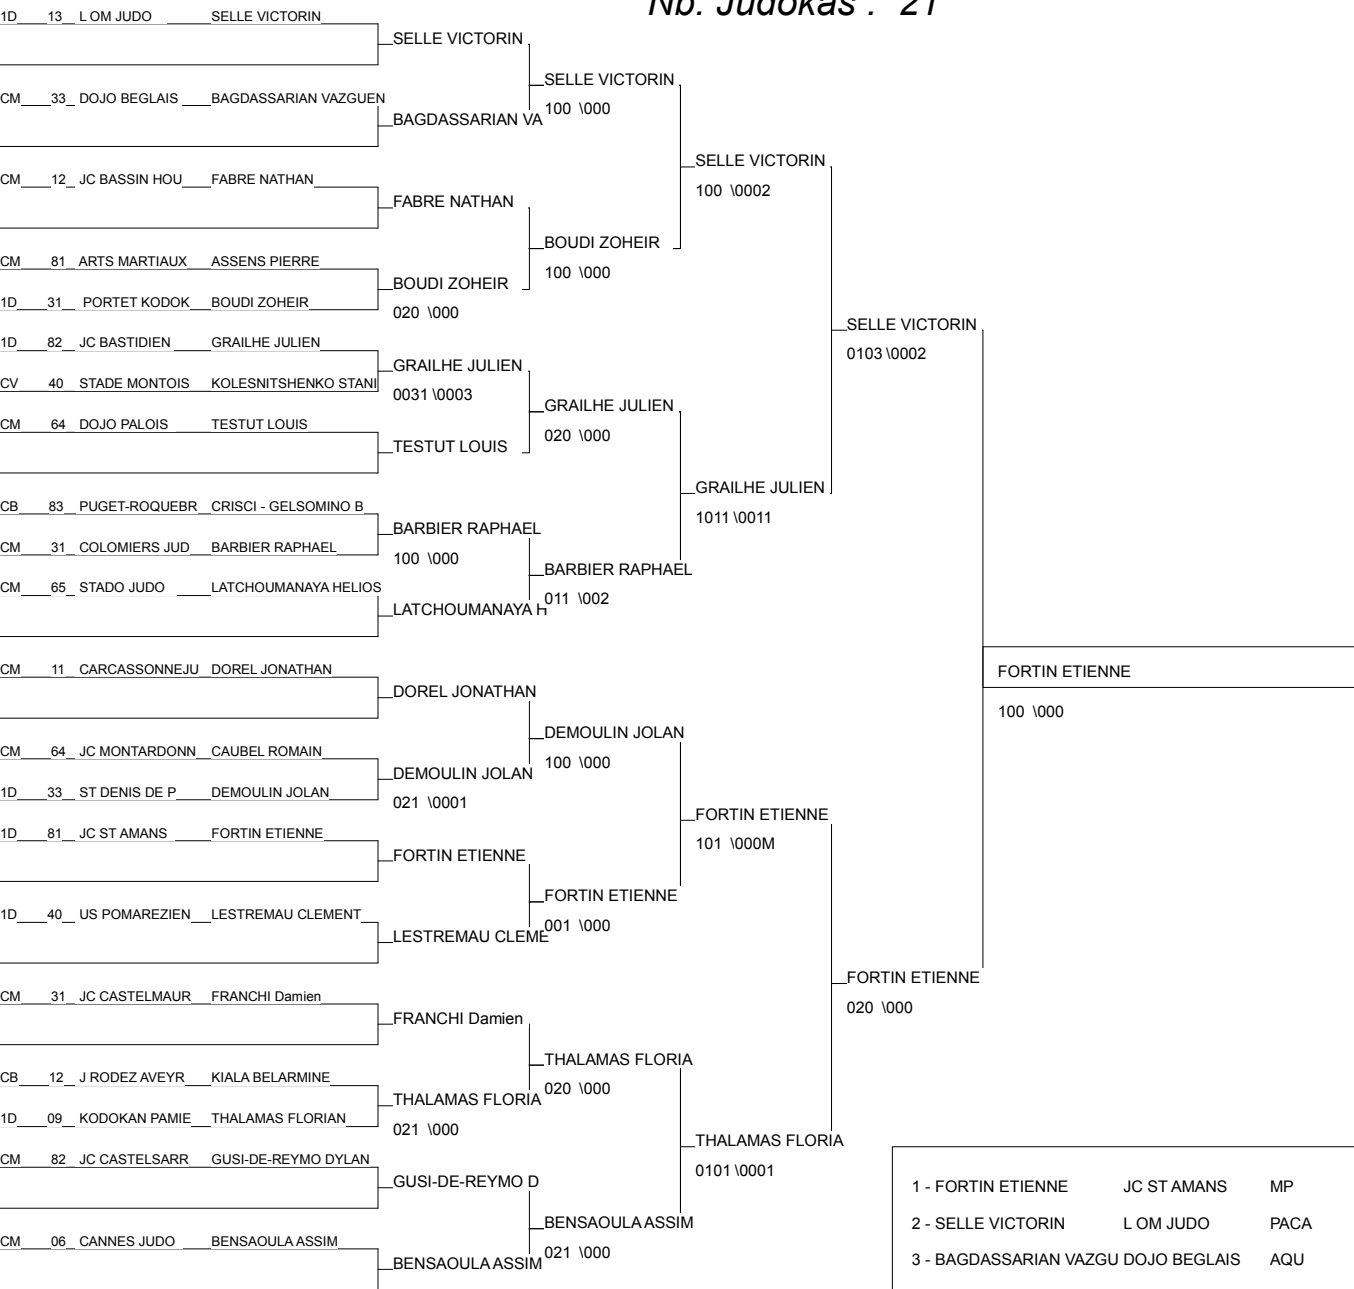 Nb. Judokas : 21
1D 13 L OM JUDO SELLE VICTORIN
CM 33 DOJO BEGLAIS BAGDASSARIAN VAZGUEN
CM 12 JC BASSIN HOU FABRE NATHAN
CM 81 ARTS MARTIAUX ASSENS PIERRE
1D 31 PORTET KODOK BOUDI ZOHEIR
1D 82 JC BASTIDIEN GRAILHE JULIEN
CV 40 STADE MONTOIS KOLESNITSHENKO STANI
CM 64 DOJO PALOIS TESTUT LOUIS
CB 83 PUGET-ROQUEBR CRISCI - GELSOMINO B
CM 31 COLOMIERS JUD BARBIER RAPHAEL
CM 65 STADO JUDO LATCHOUMANAYA HELIOS
CM 11 CARCASSONNEJU DOREL JONATHAN
CM 64 JC MONTARDONN CAUBEL ROMAIN
1D 33 ST DENIS DE P DEMOULIN JOLAN
1D 81 JC ST AMANS FORTIN ETIENNE
1D 40 US POMAREZIEN LESTREMAU CLEMENT
CM 31 JC CASTELMAUR FRANCHI Damien
CB 12 J RODEZ AVEYR KIALA BELARMINE
1D 09 KODOKAN PAMIE THALAMAS FLORIAN
CM 82 JC CASTELSARR GUSI-DE-REYMO DYLAN
CM 06 CANNES JUDO BENSAOULA ASSIM
SELLE VICTORIN
BAGDASSARIAN VA
FABRE NATHAN
BOUDI ZOHEIR
020 \000
GRAILHE JULIEN
0031 \0003
TESTUT LOUIS
BARBIER RAPHAEL
100 \000
LATCHOUMANAYA H
DOREL JONATHAN
DEMOULIN JOLAN
021 \0001
FORTIN ETIENNE
LESTREMAU CLEME
FRANCHI Damien
THALAMAS FLORIA
021 \000
GUSI-DE-REYMO D
BENSAOULA ASSIM
SELLE VICTORIN
100 \000
BOUDI ZOHEIR
100 \000
GRAILHE JULIEN
020 \000
BARBIER RAPHAEL
011 \002
DEMOULIN JOLAN
100 \000
FORTIN ETIENNE
001 \000
THALAMAS FLORIA
020 \000
BENSAOULA ASSIM
021 \000
SELLE VICTORIN
100 \0002
GRAILHE JULIEN
1011 \0011
FORTIN ETIENNE
101 \000M
THALAMAS FLORIA
0101 \0001
SELLE VICTORIN
0103 \0002
FORTIN ETIENNE
020 \000
FORTIN ETIENNE
100 \000
1 - FORTIN ETIENNE JC ST AMANS MP
2 - SELLE VICTORIN L OM JUDO PACA
3 - BAGDASSARIAN VAZGU DOJO BEGLAIS AQU